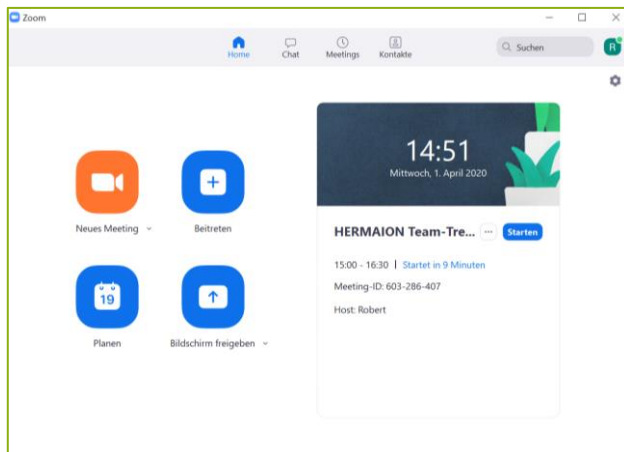 Zoom
Home
Chat
Meetings
Kontakte
Suchen
R
14:51
Mittwoch, 1. April 2020
Neues Meeting
Beitreten
HERMAION Team-Tre... ··· Starten
15:00 - 16:30 | Startet in 9 Minuten
Meeting-ID: 603-286-407
19
Host: Robert
Planen
Bildschirm freigeben